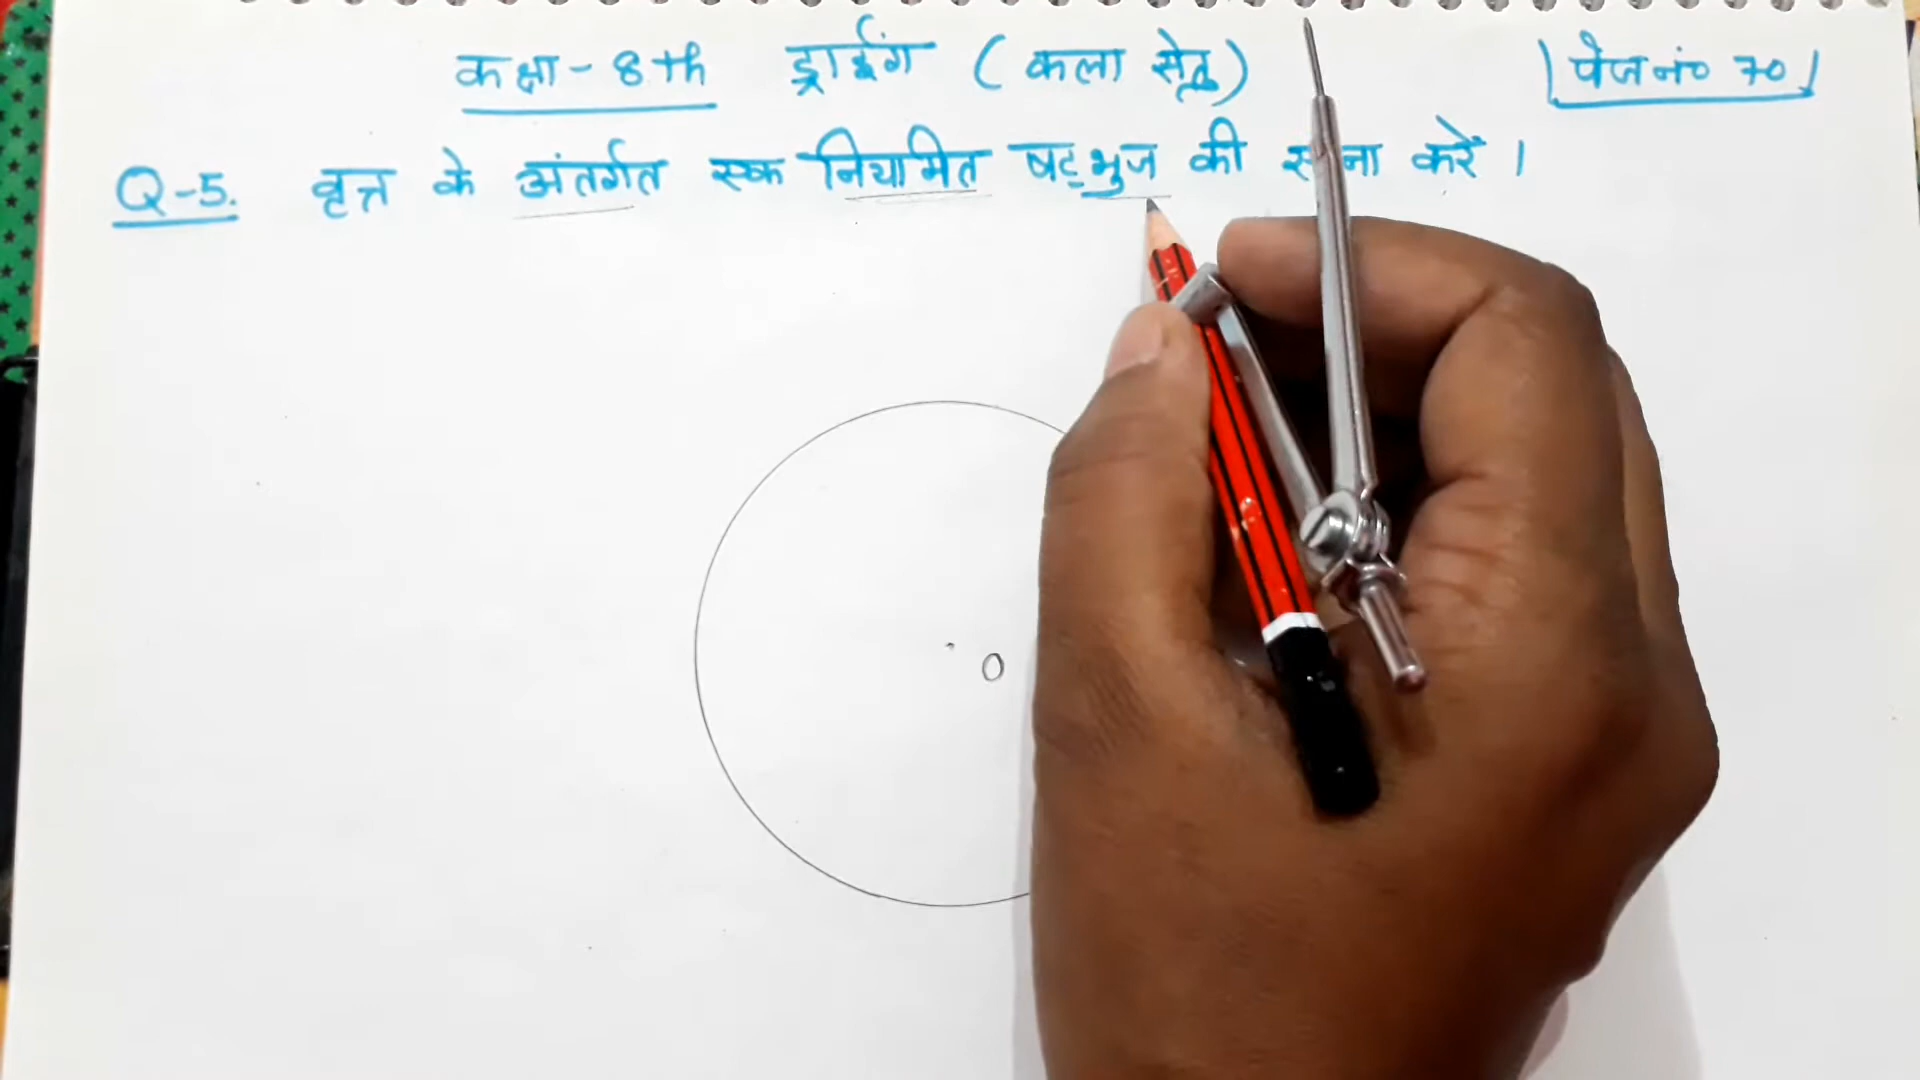 कक्षा - 8th ड्राईंग ( कला सेतू ) पेज नं० 70
Q-5. वृत्त के अंतर्गत एक नियमित षट्भुज की करें ।
O